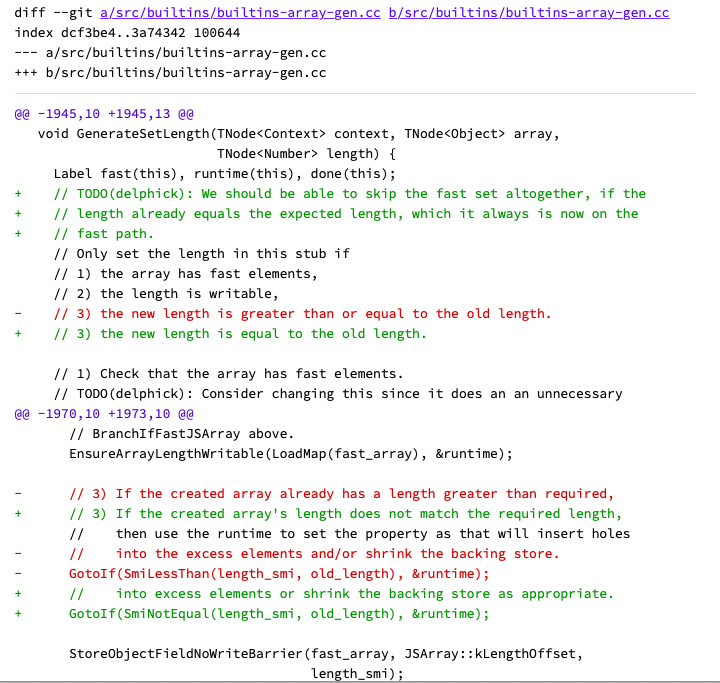 diff --git a/src/builtins/builtins-array-gen.cc b/src/builtins/builtins-array-gen.cc
index dcf3be4..3a74342 100644
--- a/src/builtins/builtins-array-gen.cc
+++ b/src/builtins/builtins-array-gen.cc
@@ -1945,10 +1945,13 @@
   void GenerateSetLength(TNode<Context> context, TNode<Object> array,
                          TNode<Number> length) {
     Label fast(this), runtime(this), done(this);
+    // TODO(delphick): We should be able to skip the fast set altogether, if the
+    // length already equals the expected length, which it always is now on the
+    // fast path.
     // Only set the length in this stub if
     // 1) the array has fast elements,
     // 2) the length is writable,
-    // 3) the new length is greater than or equal to the old length.
+    // 3) the new length is equal to the old length.

     // 1) Check that the array has fast elements.
     // TODO(delphick): Consider changing this since it does an an unnecessary
@@ -1970,10 +1973,10 @@
       // BranchIfFastJSArray above.
       EnsureArrayLengthWritable(LoadMap(fast_array), &runtime);

-      // 3) If the created array already has a length greater than required,
+      // 3) If the created array's length does not match the required length,
       //    then use the runtime to set the property as that will insert holes
-      //    into the excess elements and/or shrink the backing store.
-      GotoIf(SmiLessThan(length_smi, old_length), &runtime);
+      //    into excess elements or shrink the backing store as appropriate.
+      GotoIf(SmiNotEqual(length_smi, old_length), &runtime);

       StoreObjectFieldNoWriteBarrier(fast_array, JSArray::kLengthOffset,
                                      length_smi);